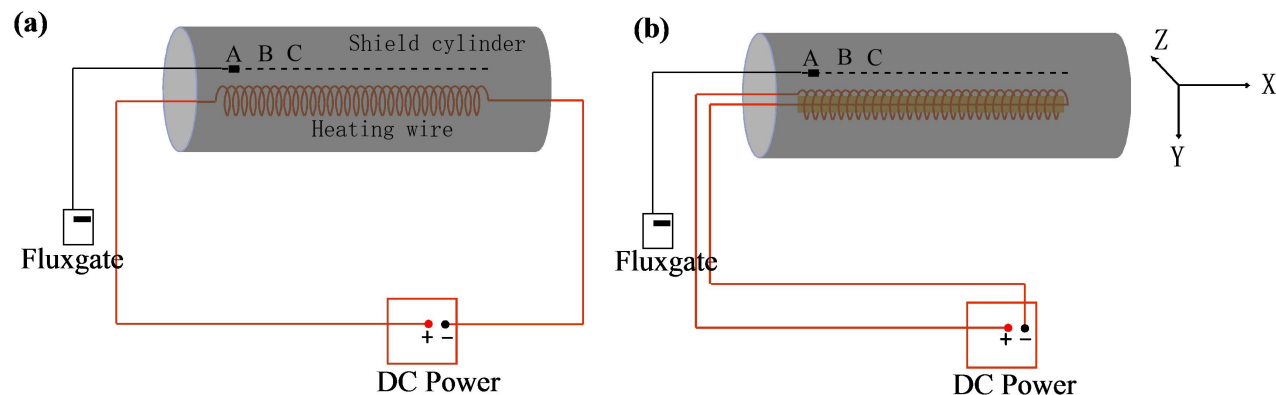 (a)
Shield cylinder
A B C
Heating wire
Fluxgate
+ −
DC Power
(b)
A B C
Fluxgate
+ −
DC Power
Z
X
Y